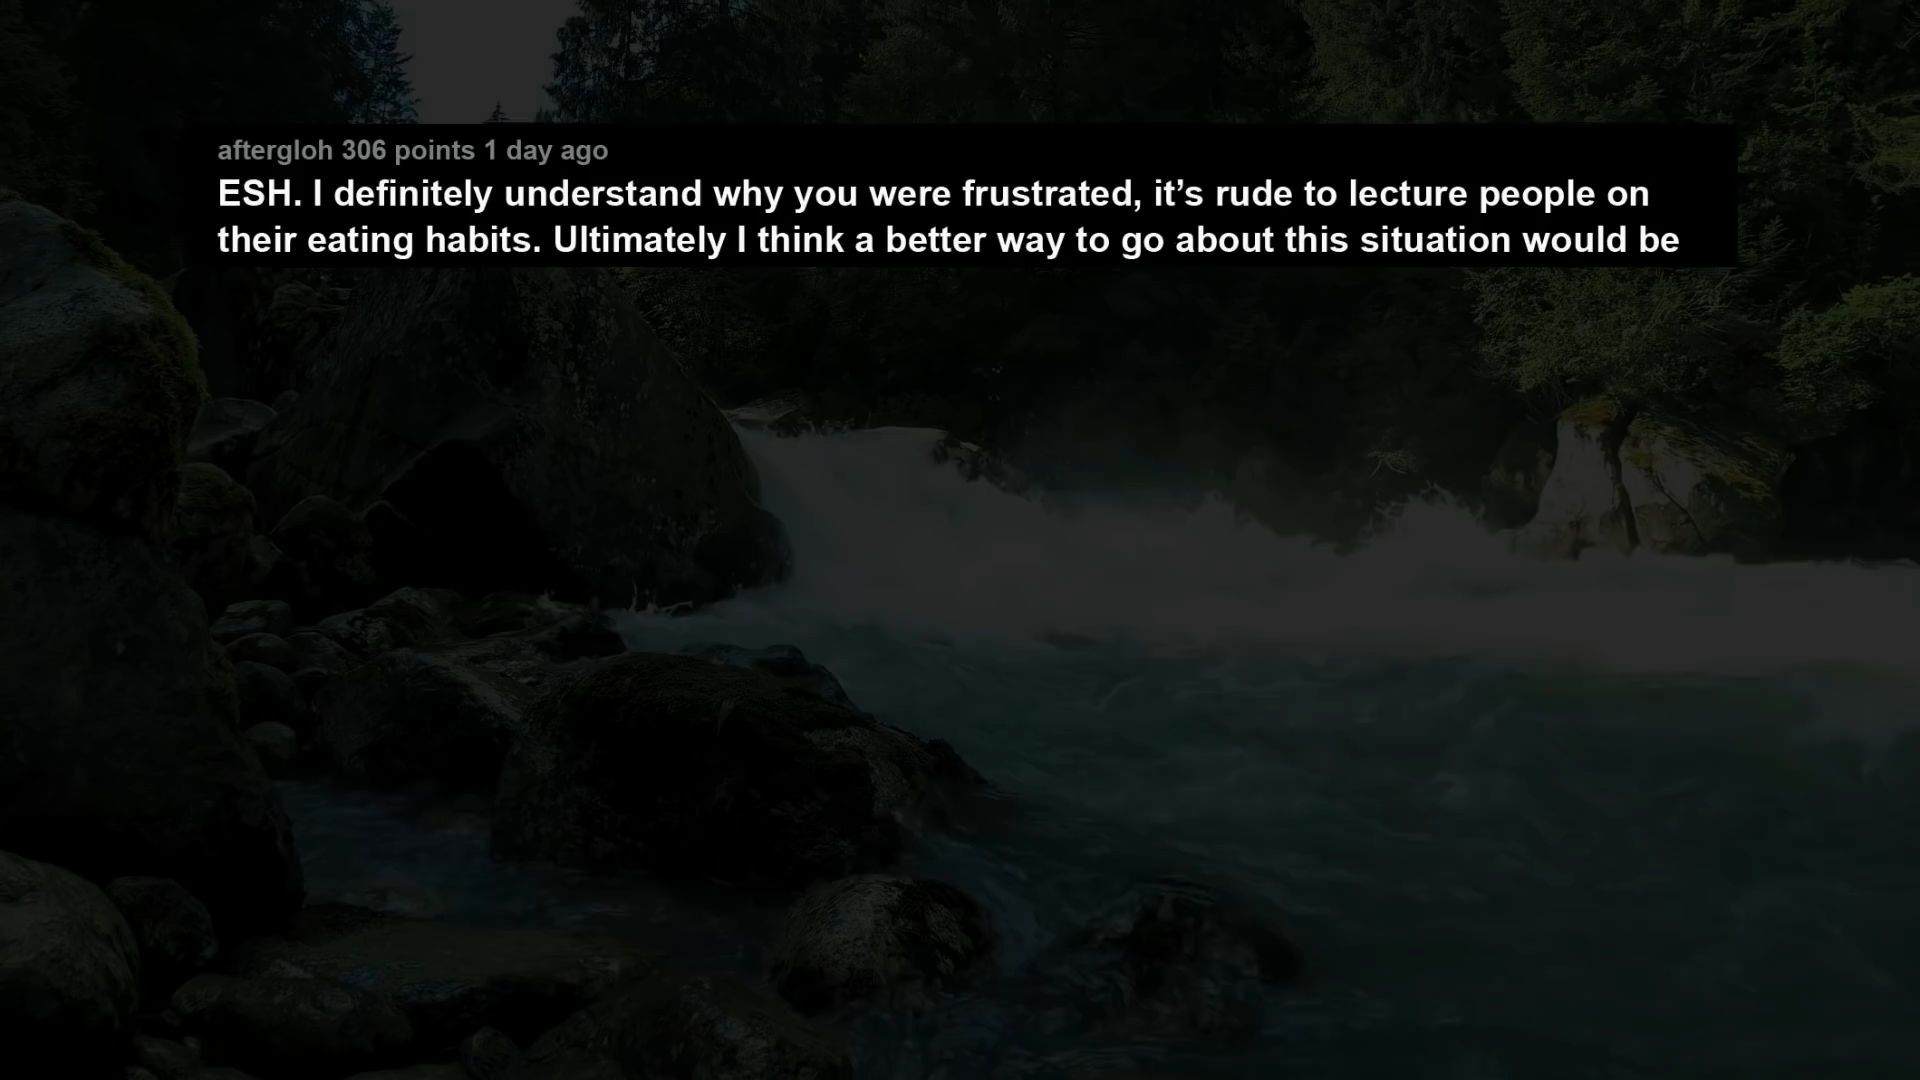 aftergloh 306 points 1 day ago
ESH. I definitely understand why you were frustrated, it’s rude to lecture people on
their eating habits. Ultimately I think a better way to go about this situation would be